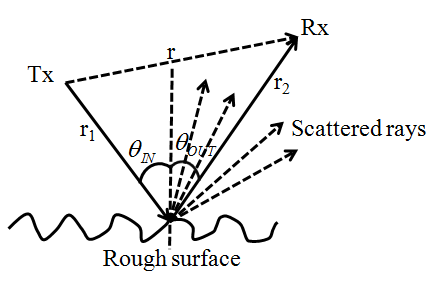 Rx
r
Tx
r2
r1
θIN
θOUT
Scattered rays
Rough surface